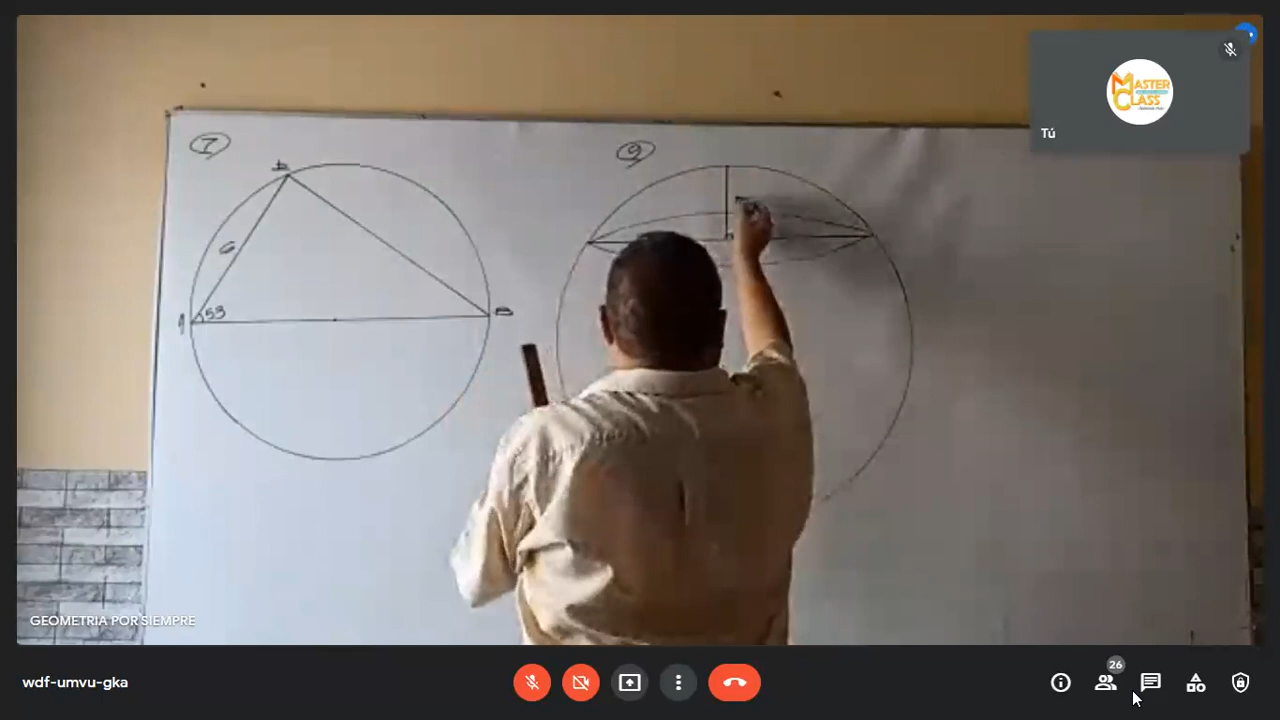 7
6
53
A
B
9
MASTER
CLASS
Tú
GEOMETRIA POR SIEMPRE
wdf-umvu-gka
26